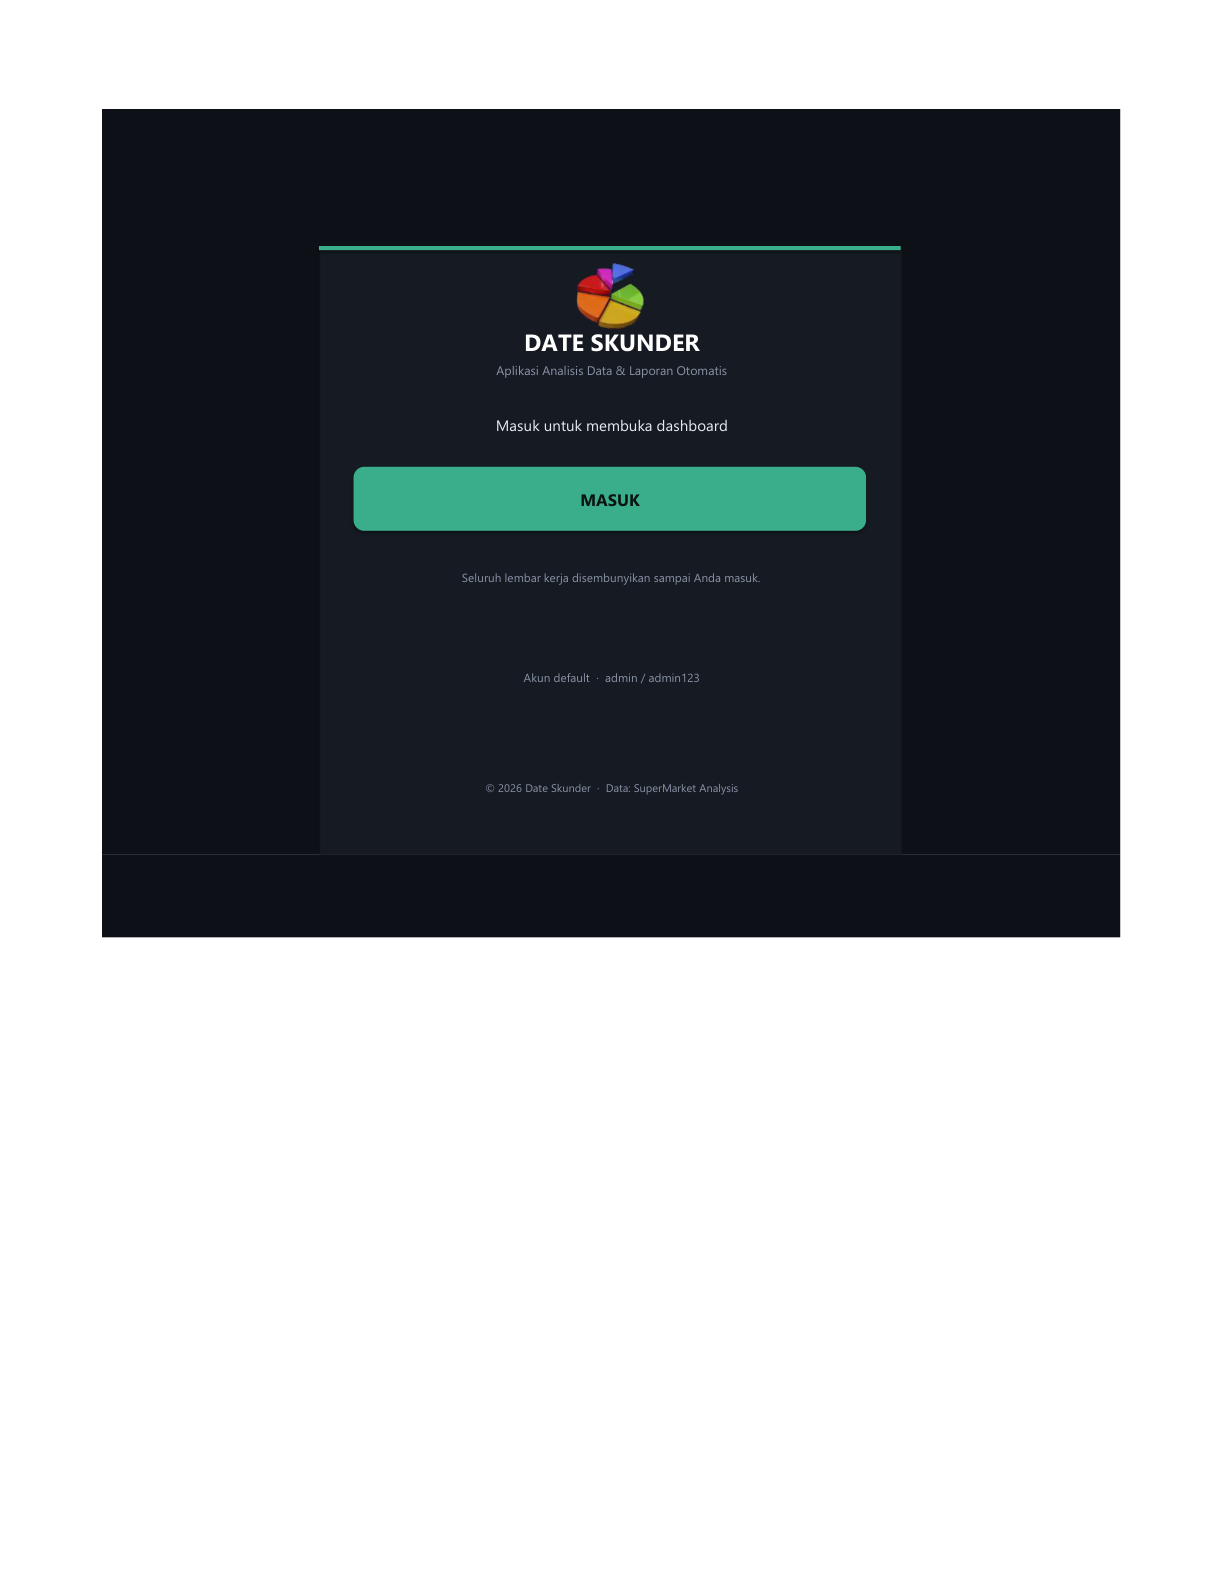 DATE SKUNDER
Aplikasi Analisis Data & Laporan Otomatis
Masuk untuk membuka dashboard
MASUK
Seluruh lembar kerja disembunyikan sampai Anda masuk.
Akun default · admin / admin123
© 2026 Date Skunder · Data: SuperMarket Analysis